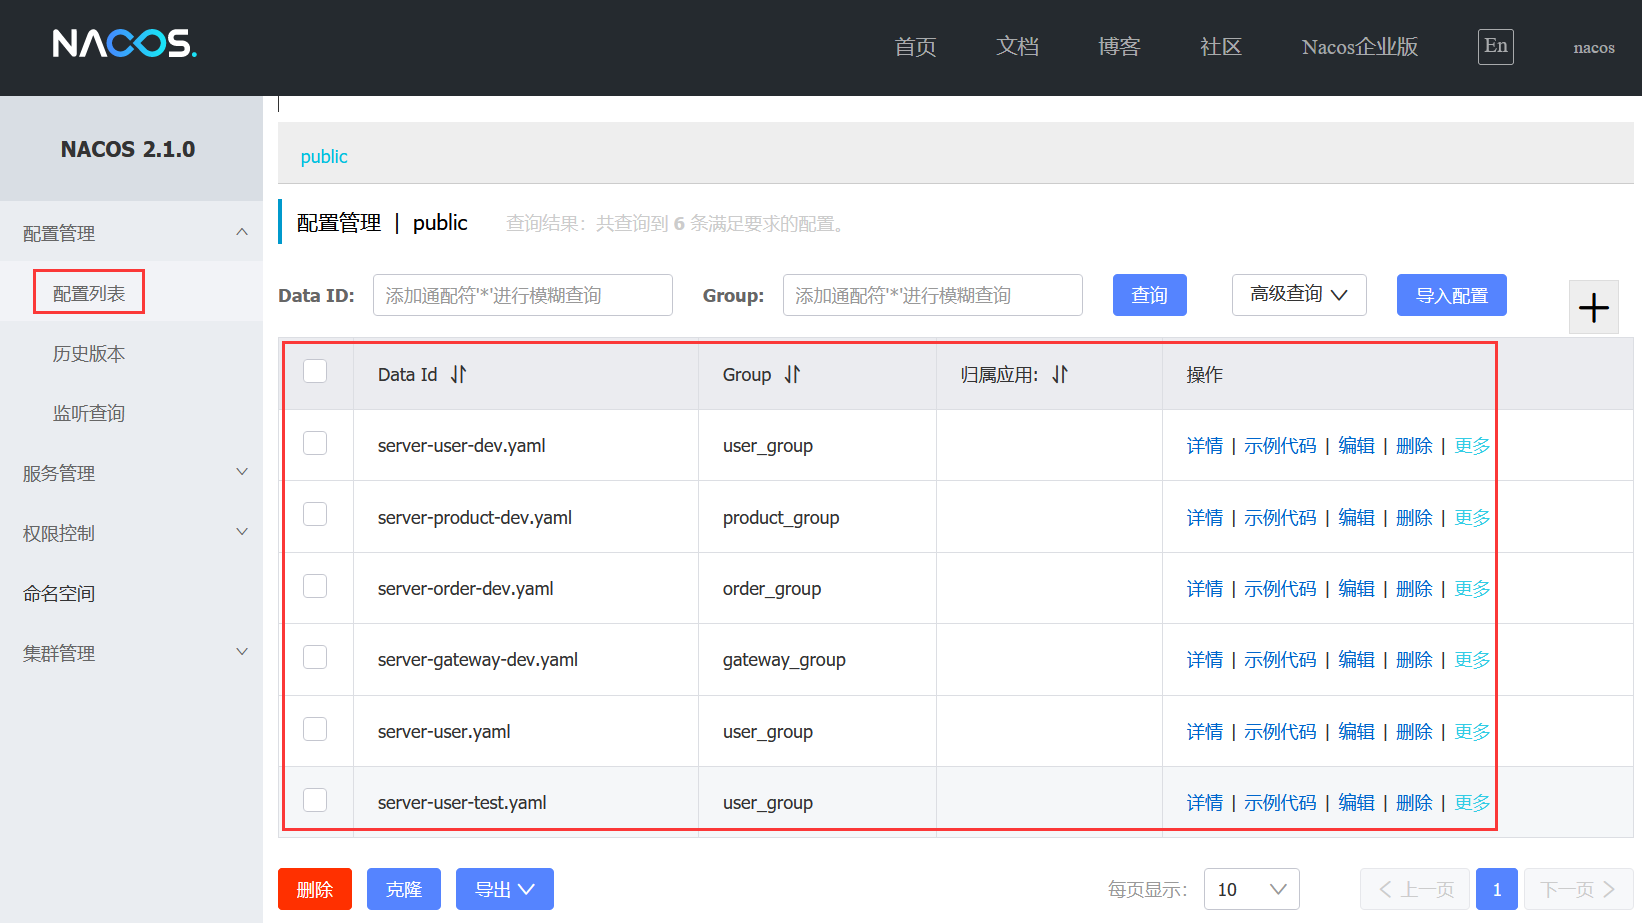 NACOS.
首页 文档 博客 社区 Nacos企业版 En nacos
NACOS 2.1.0
配置管理
配置列表
历史版本
监听查询
服务管理
权限控制
命名空间
集群管理
public
配置管理 | public 查询结果：共查询到 6 条满足要求的配置。
Data ID: 添加通配符'*'进行模糊查询 Group: 添加通配符'*'进行模糊查询 查询 高级查询 导入配置
Data Id Group 归属应用: 操作
server-user-dev.yaml user_group 详情 | 示例代码 | 编辑 | 删除 | 更多
server-product-dev.yaml product_group 详情 | 示例代码 | 编辑 | 删除 | 更多
server-order-dev.yaml order_group 详情 | 示例代码 | 编辑 | 删除 | 更多
server-gateway-dev.yaml gateway_group 详情 | 示例代码 | 编辑 | 删除 | 更多
server-user.yaml user_group 详情 | 示例代码 | 编辑 | 删除 | 更多
server-user-test.yaml user_group 详情 | 示例代码 | 编辑 | 删除 | 更多
删除 克隆 导出 每页显示: 10 上一页 1 下一页